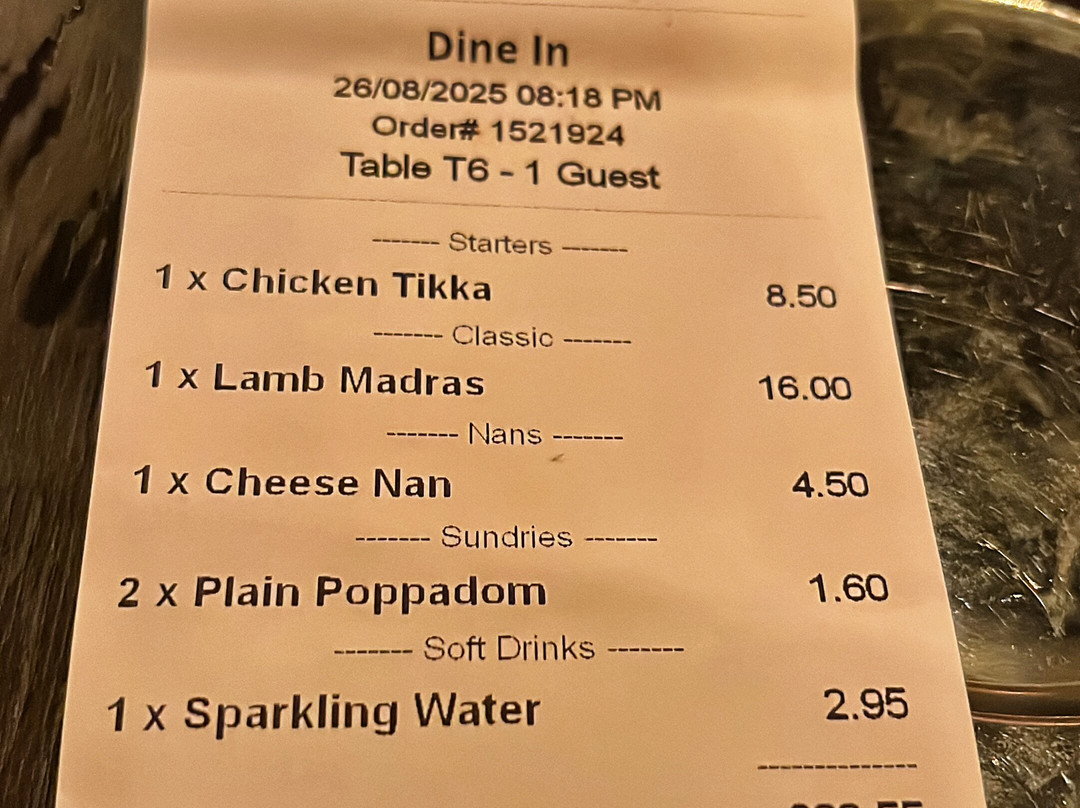 Dine In
26/08/2025 08:18 PM
Order# 1521924
Table T6 - 1 Guest
------- Starters -------
1 x Chicken Tikka 8.50
------- Classic -------
1 x Lamb Madras 16.00
------- Nans -------
1 x Cheese Nan 4.50
------- Sundries -------
2 x Plain Poppadom 1.60
------- Soft Drinks -------
1 x Sparkling Water 2.95
--------------